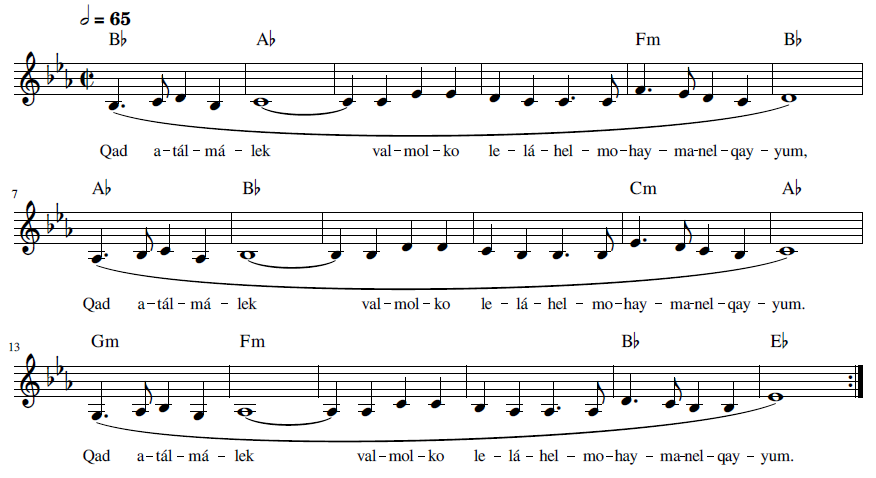 𝅗𝅥 = 65
B♭ A♭ Fm B♭
Qad a–tál–má–lek val–mol–ko le–lá–hel–mo–hay–ma–nel–qay–yum,
7
A♭ B♭ Cm A♭
Qad a–tál–má–lek val–mol–ko le–lá–hel–mo–hay–ma–nel–qay–yum.
13
Gm Fm B♭ E♭
Qad a–tál–má–lek val–mol–ko le–lá–hel–mo–hay–ma–nel–qay–yum.